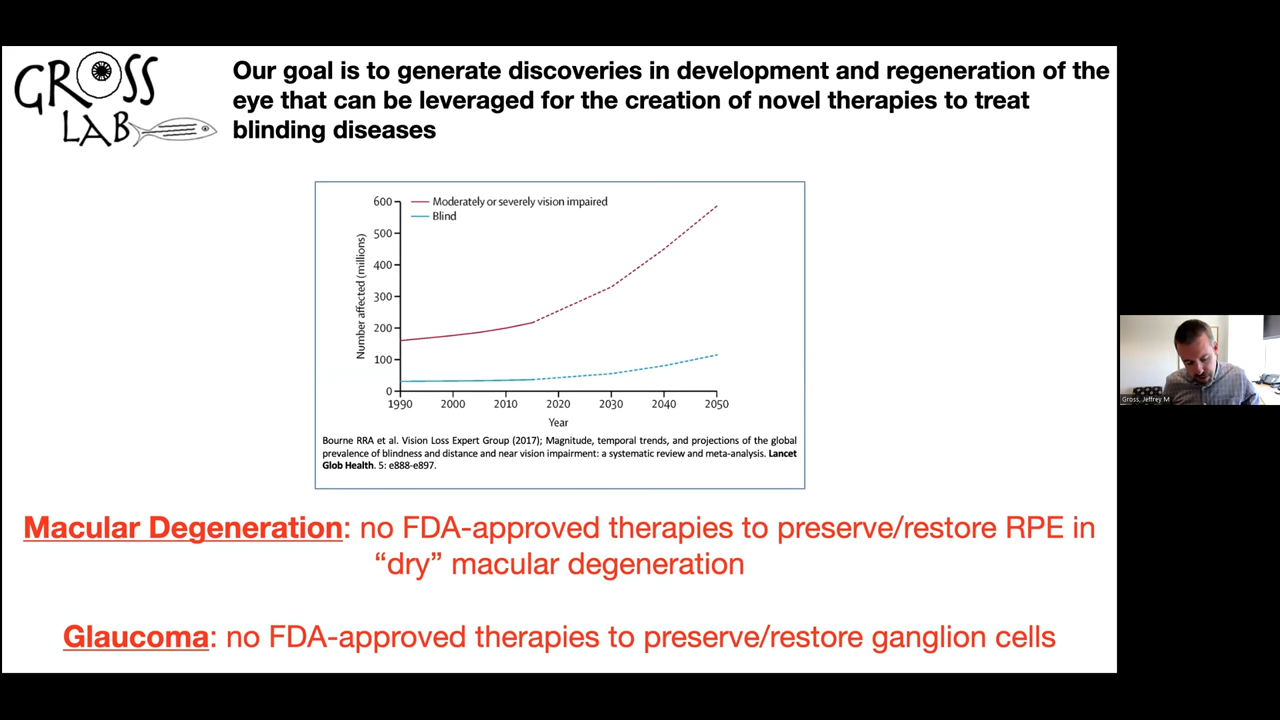 GROSS
LAB
Our goal is to generate discoveries in development and regeneration of the
eye that can be leveraged for the creation of novel therapies to treat
blinding diseases
600
500
400
300
200
100
0
Number affected (millions)
Moderately or severely vision impaired
Blind
1990
2000
2010
2020
2030
2040
2050
Year
Bourne RRA et al. Vision Loss Expert Group (2017); Magnitude, temporal trends, and projections of the global
prevalence of blindness and distance and near vision impairment: a systematic review and meta-analysis. Lancet
Glob Health. 5: e888-e897.
Macular Degeneration: no FDA-approved therapies to preserve/restore RPE in
“dry” macular degeneration
Glaucoma: no FDA-approved therapies to preserve/restore ganglion cells
Gross, Jeffrey M